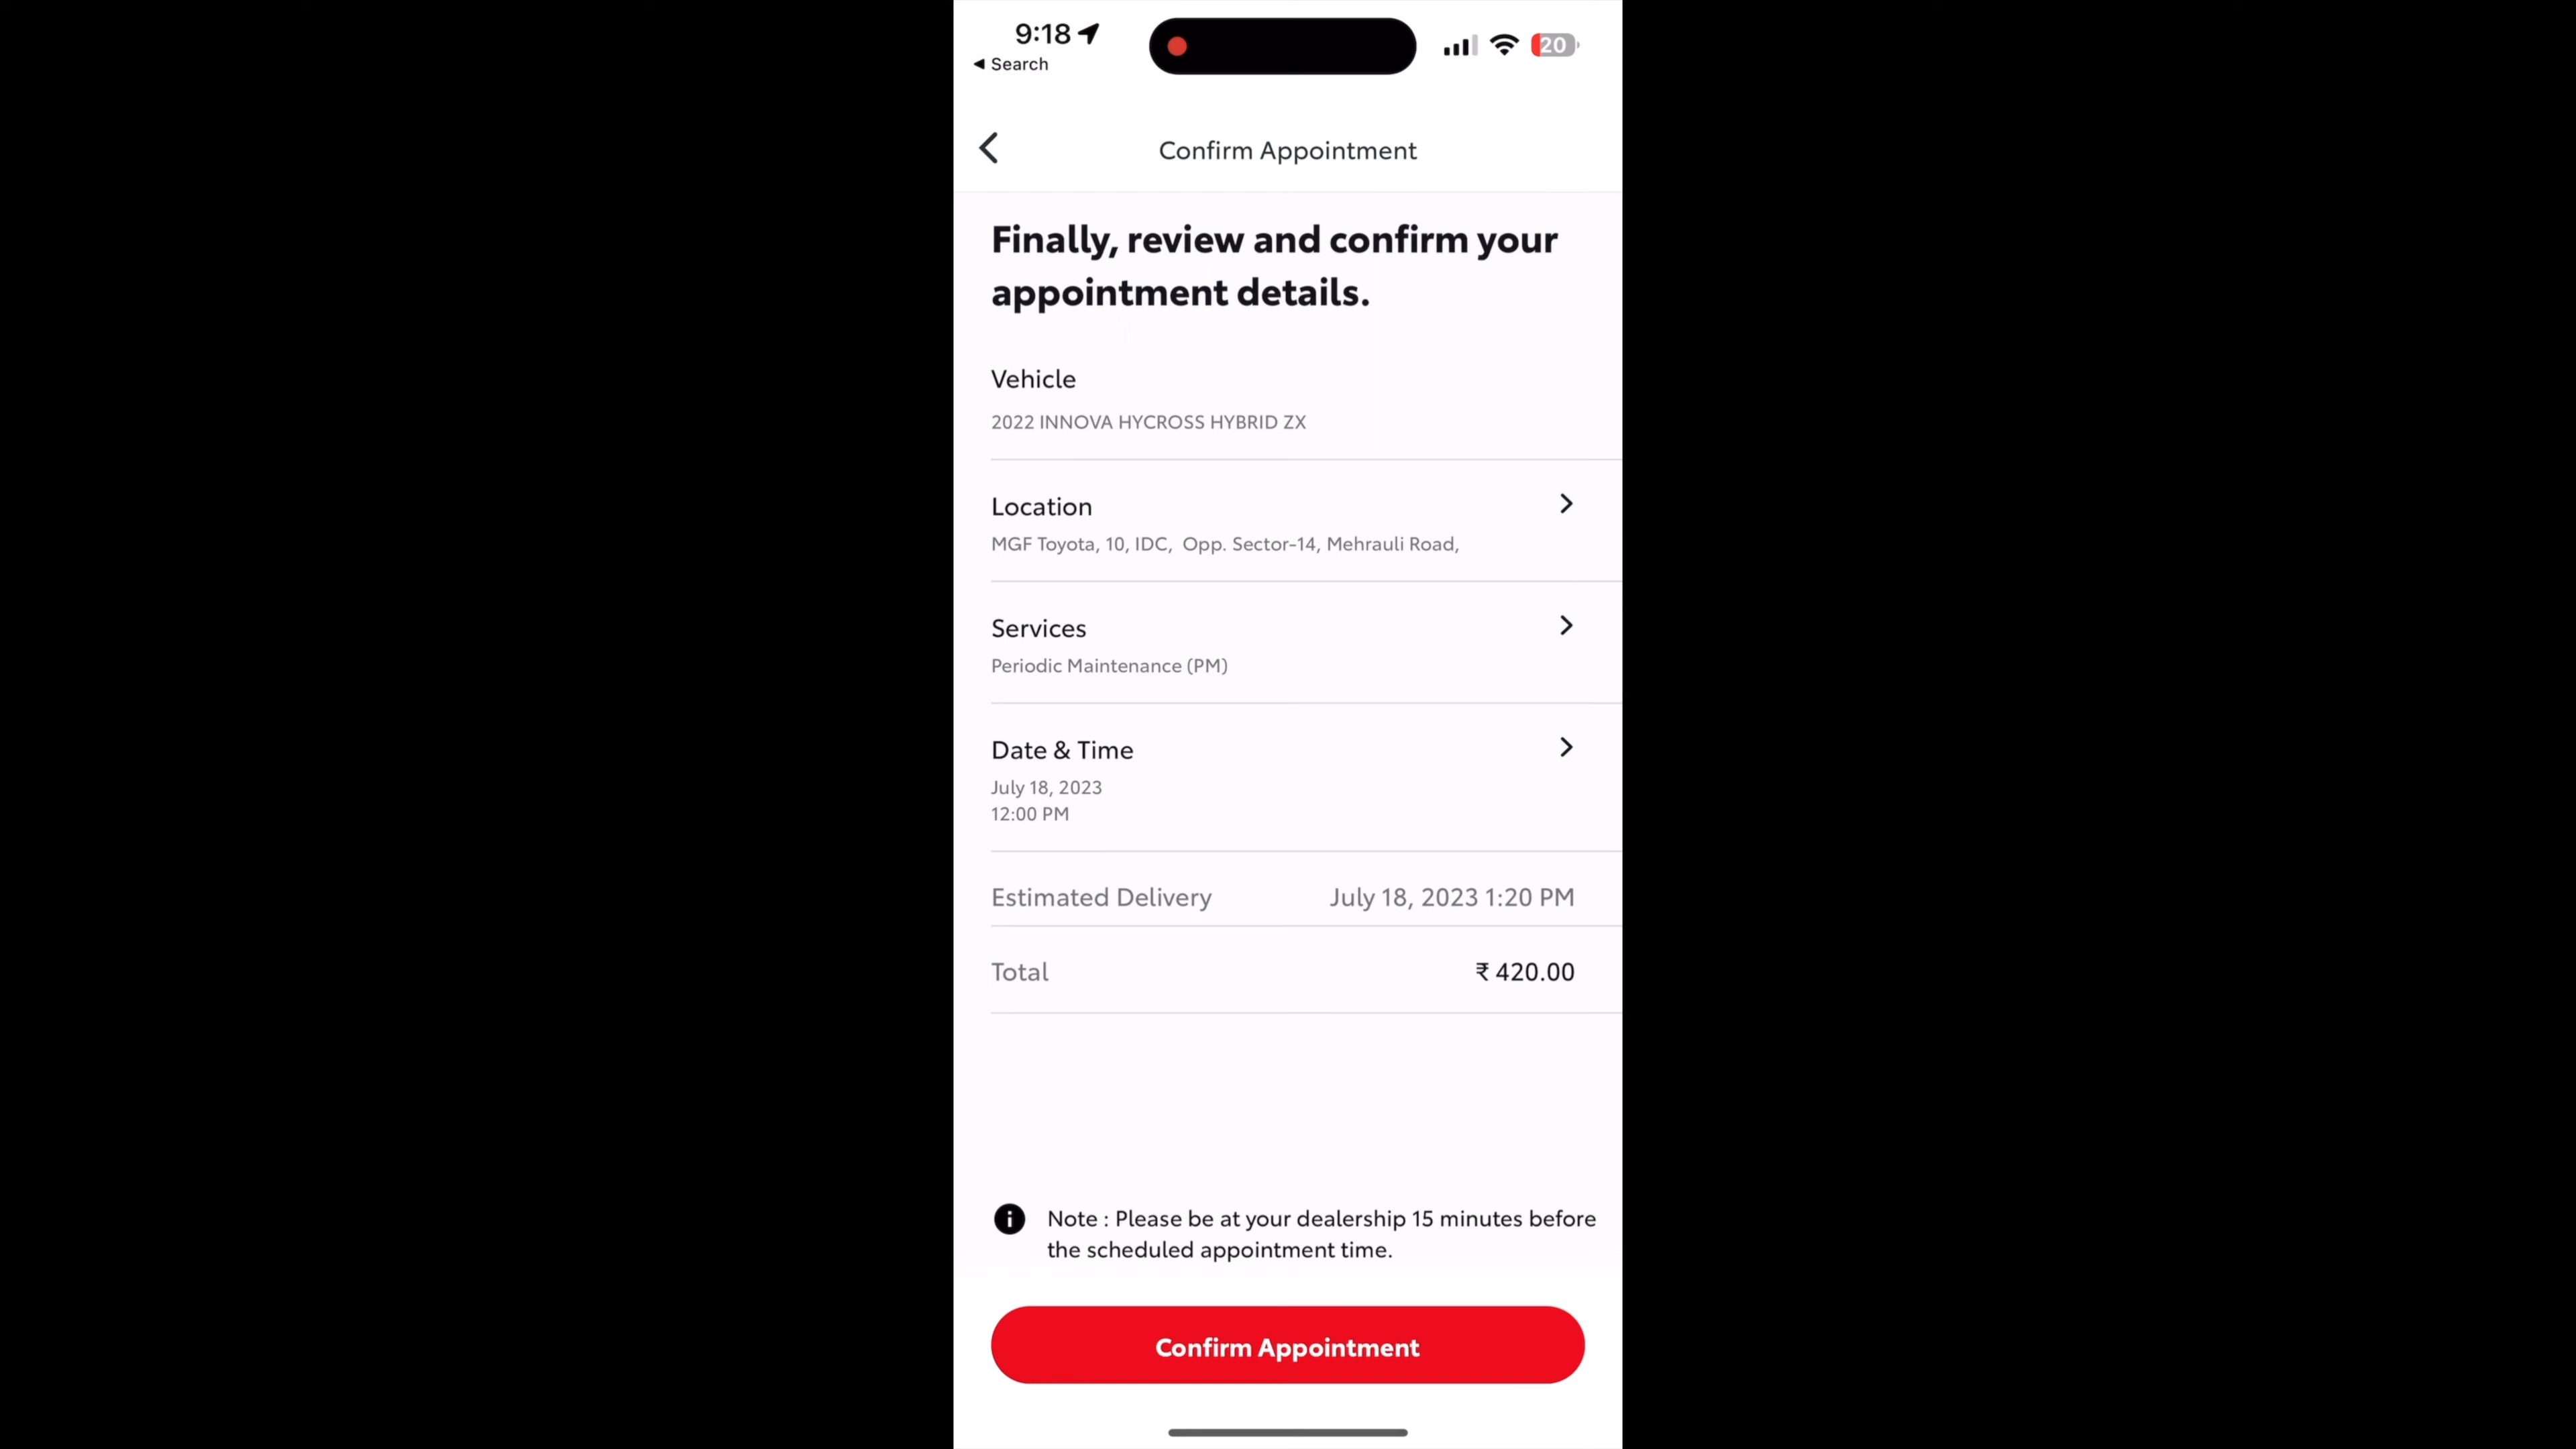 9:18
20
Search
Confirm Appointment
Finally, review and confirm your
appointment details.
Vehicle
2022 INNOVA HYCROSS HYBRID ZX
Location
MGF Toyota, 10, IDC,  Opp. Sector-14, Mehrauli Road,
Services
Periodic Maintenance (PM)
Date & Time
July 18, 2023
12:00 PM
Estimated Delivery July 18, 2023 1:20 PM
Total ₹ 420.00
Note : Please be at your dealership 15 minutes before
the scheduled appointment time.
Confirm Appointment